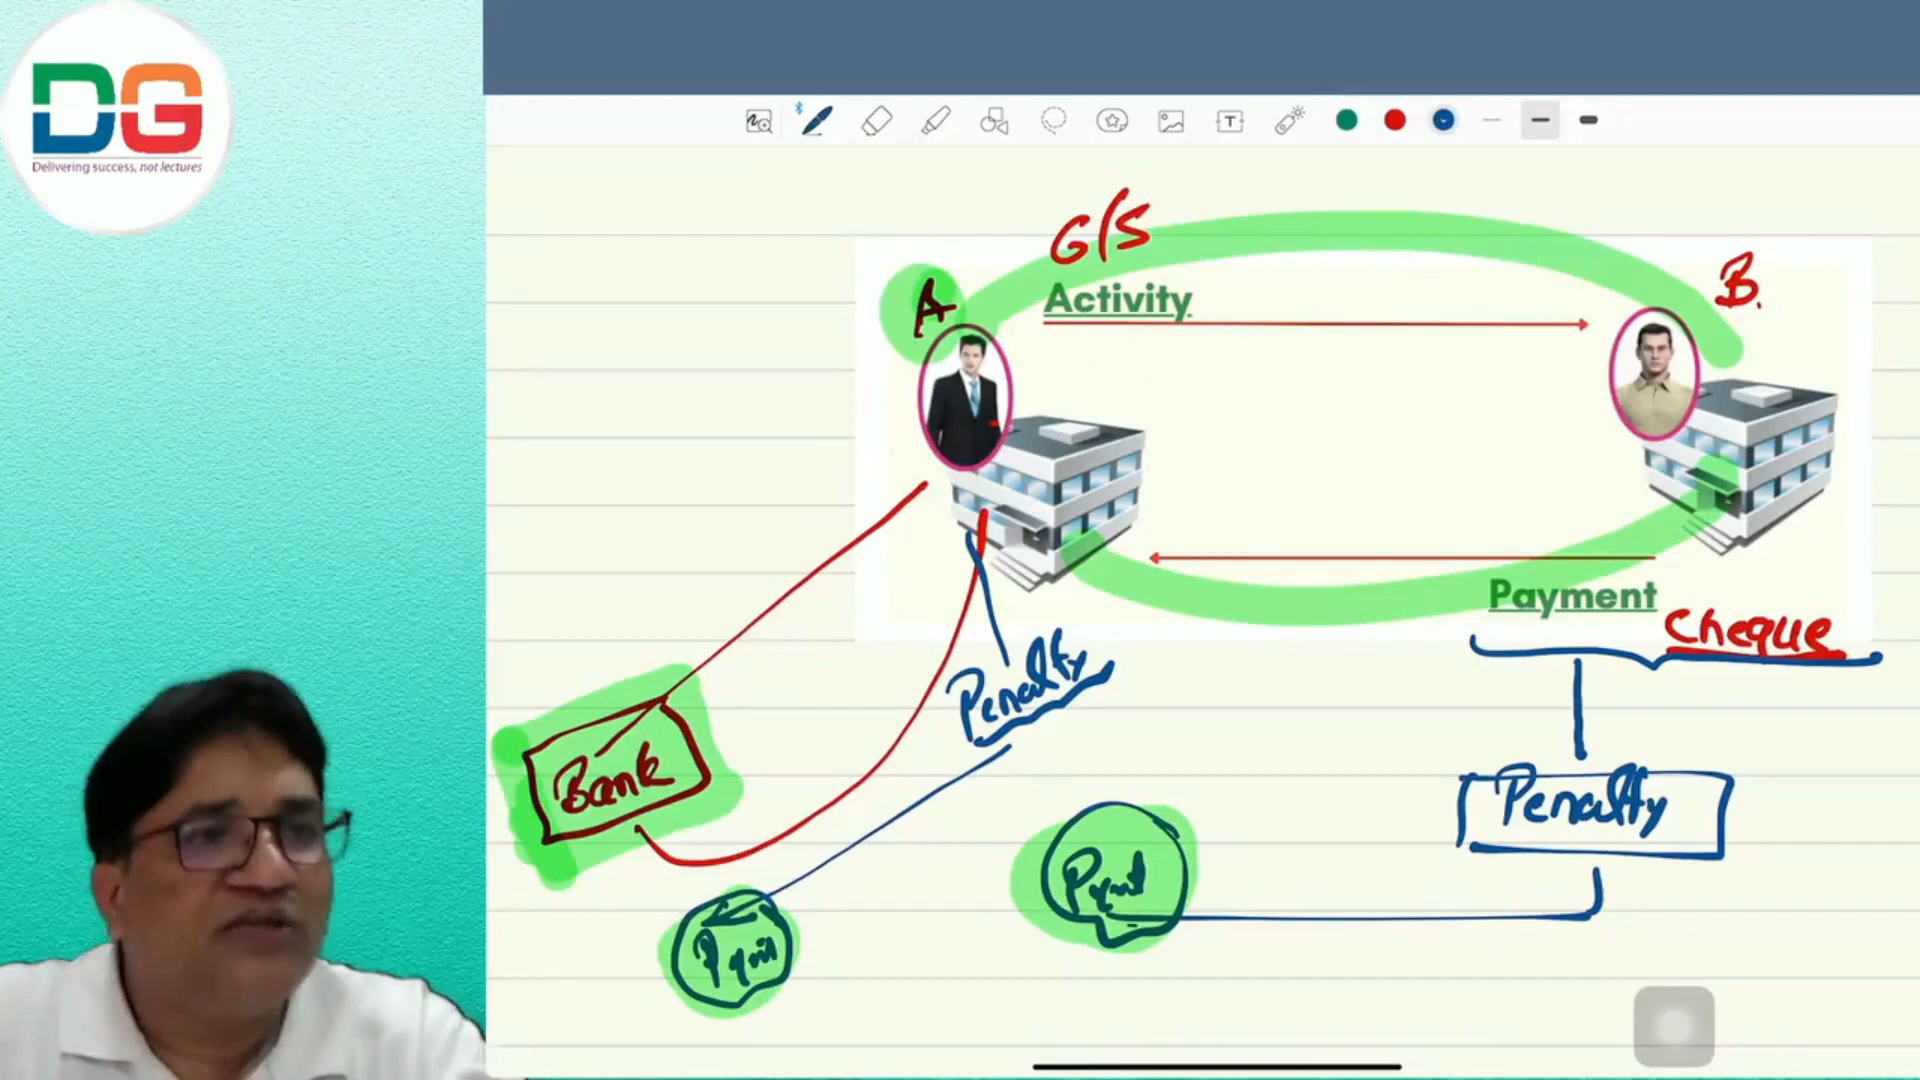 DG
Delivering success, not lectures
T
G/S
A
B.
Activity
Payment
Cheque
Penalty
Bank
Penalty